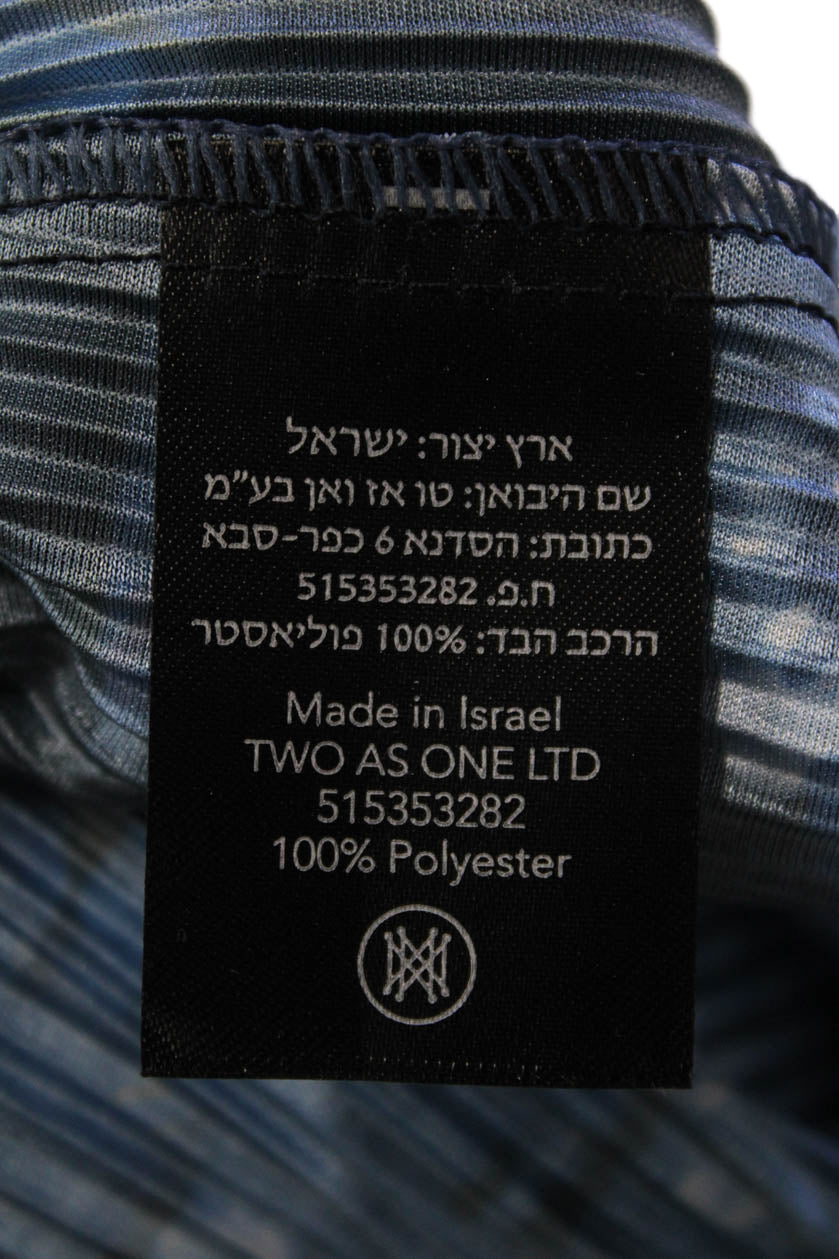 ארץ יצור: ישראל
שם היבואן: טו אז ואן בע"מ
כתובת: הסדנא 6 כפר-סבא
ח.פ. 515353282
הרכב הבד: 100% פוליאסטר
Made in Israel
TWO AS ONE LTD
515353282
100% Polyester